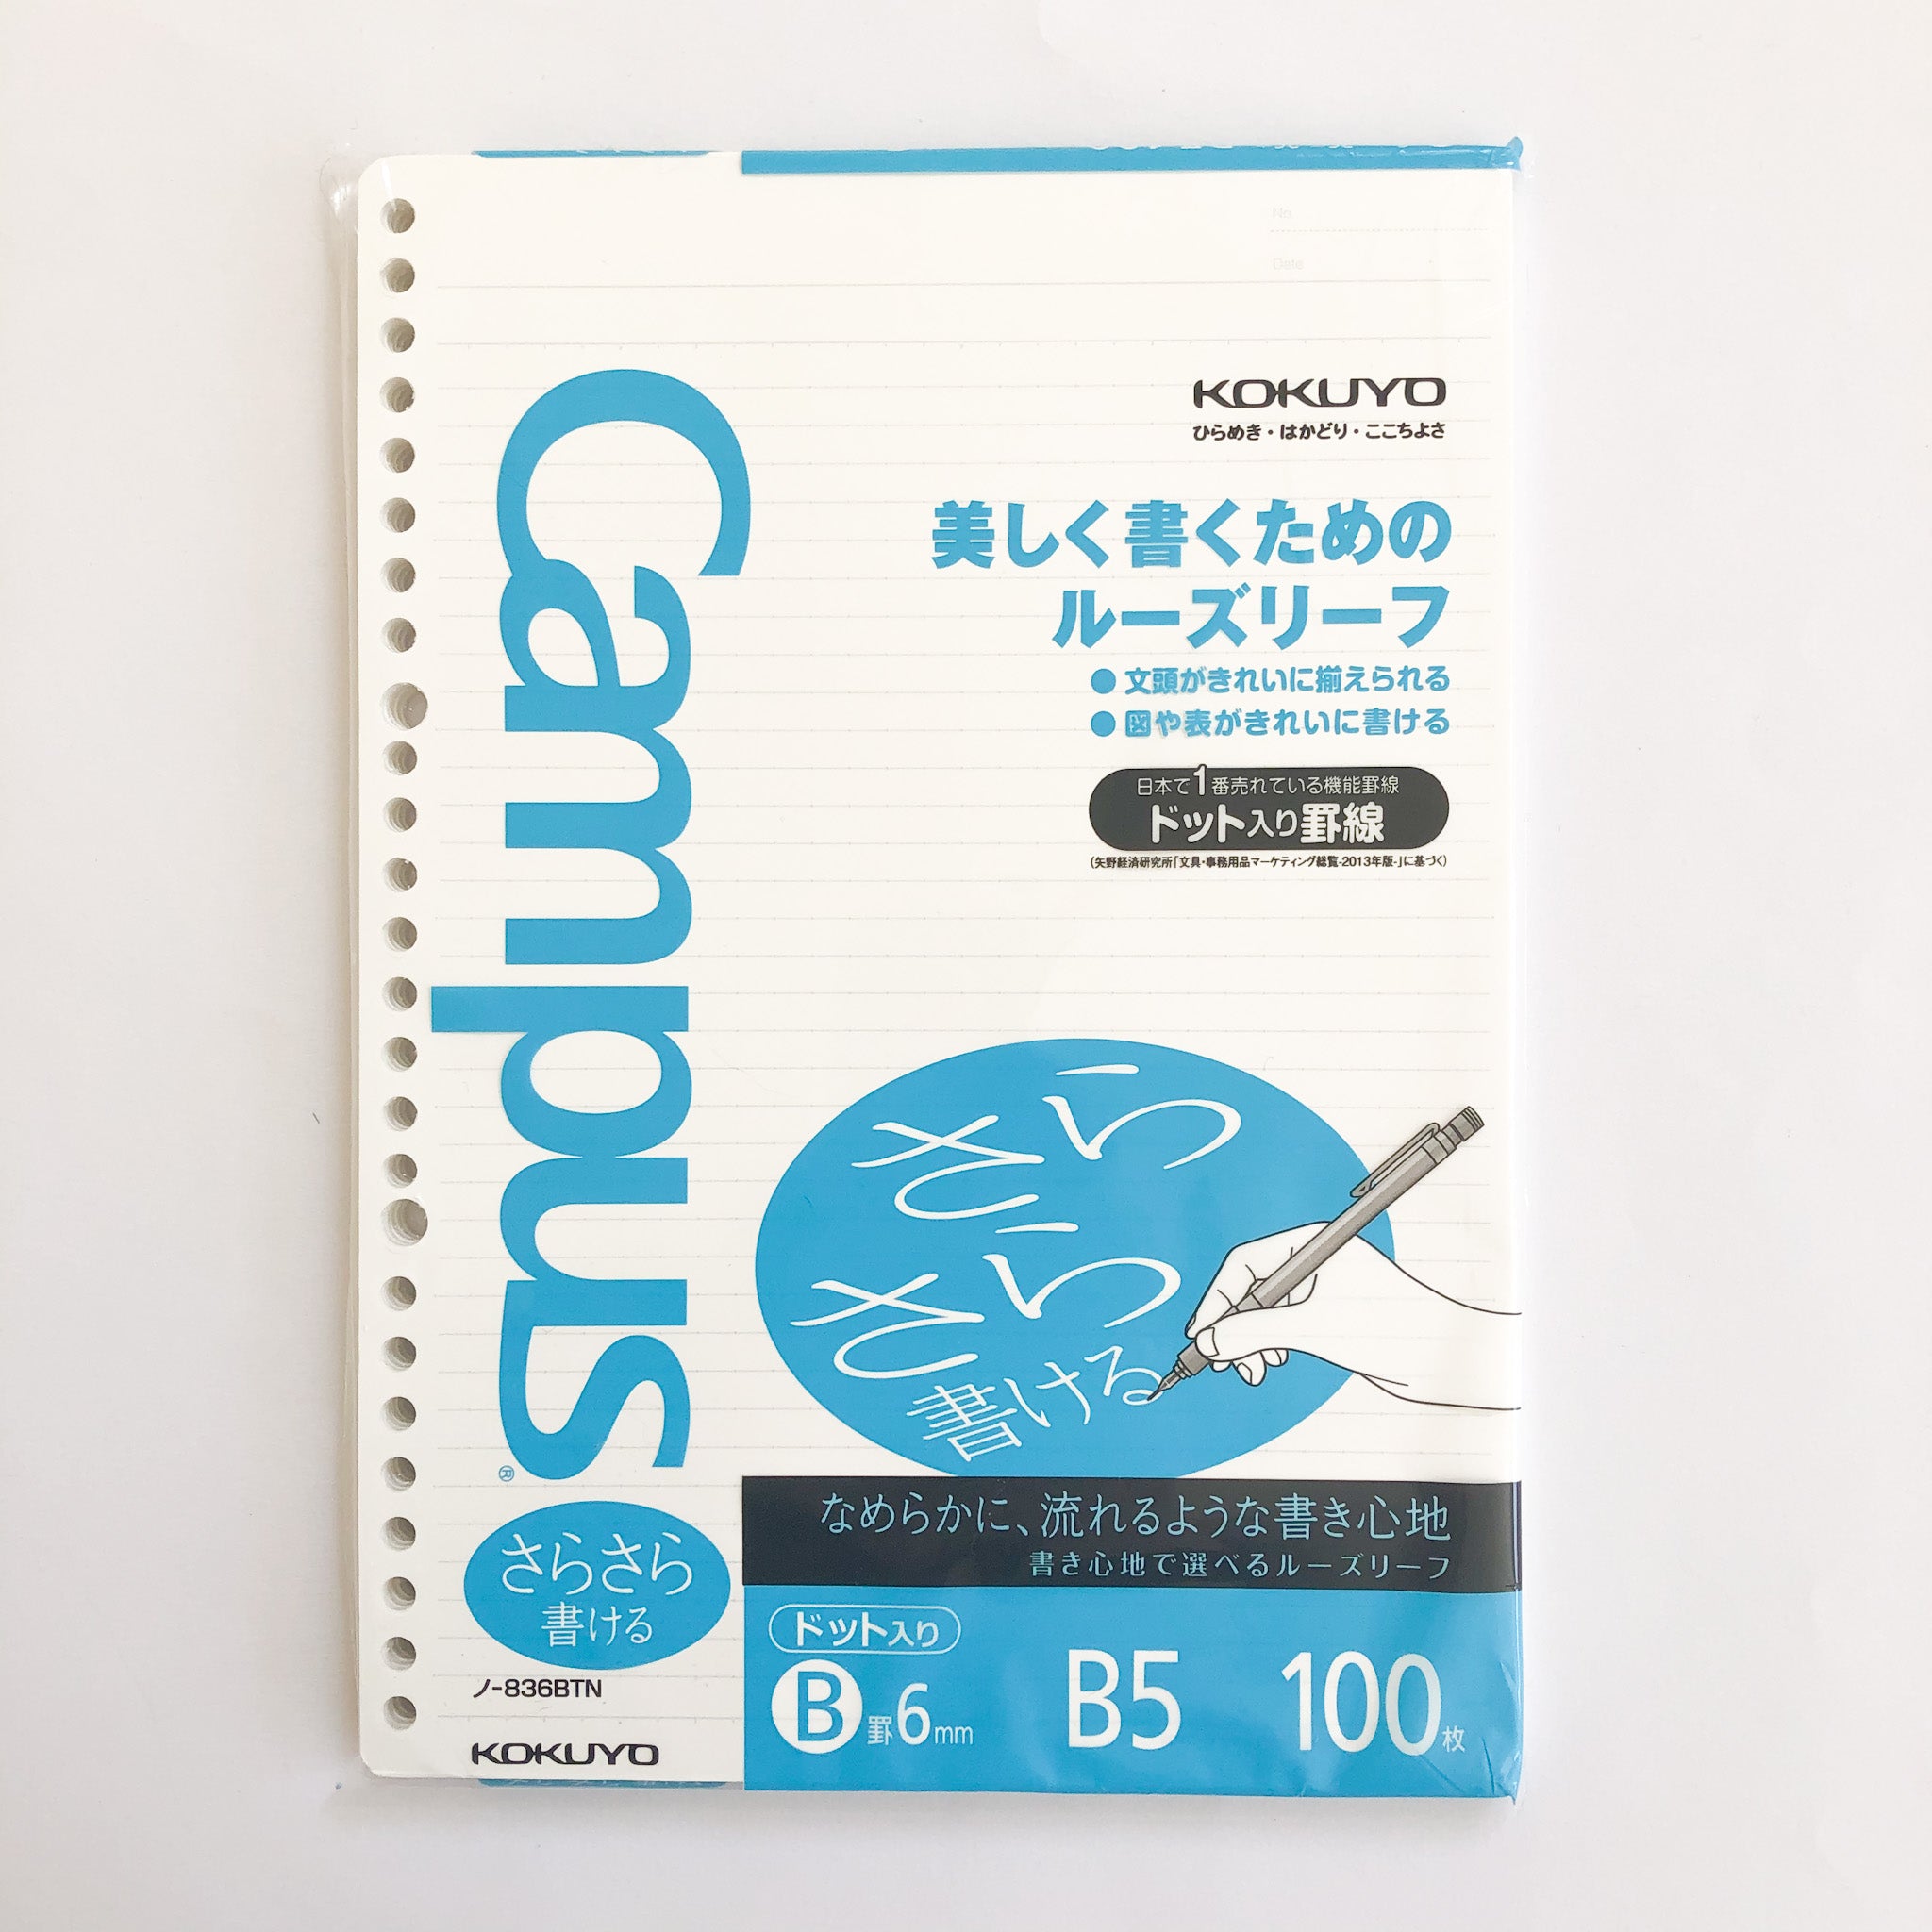 No.
Date
KOKUYO
ひらめき・はかどり・ここちよさ
美しく書くための
ルーズリーフ
●文頭がきれいに揃えられる
●図や表がきれいに書ける
日本で1番売れている機能罫線
ドット入り罫線
(矢野経済研究所「文具・事務用品マーケティング総覧-2013年版-」に基づく)
Campus®
さらさら
書ける
さら
さら
書ける
なめらかに、流れるような書き心地
書き心地で選べるルーズリーフ
ノ-836BTN
KOKUYO
ドット入り
B 罫6mm B5 100枚